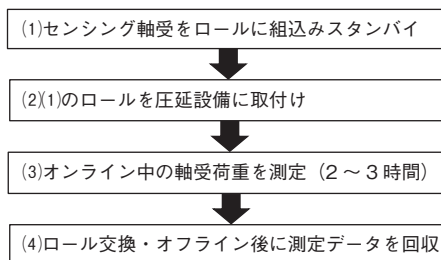 ⑴センシング軸受をロールに組込みスタンバイ
⑵⑴のロールを圧延設備に取付け
⑶オンライン中の軸受荷重を測定（２～３時間）
⑷ロール交換・オフライン後に測定データを回収